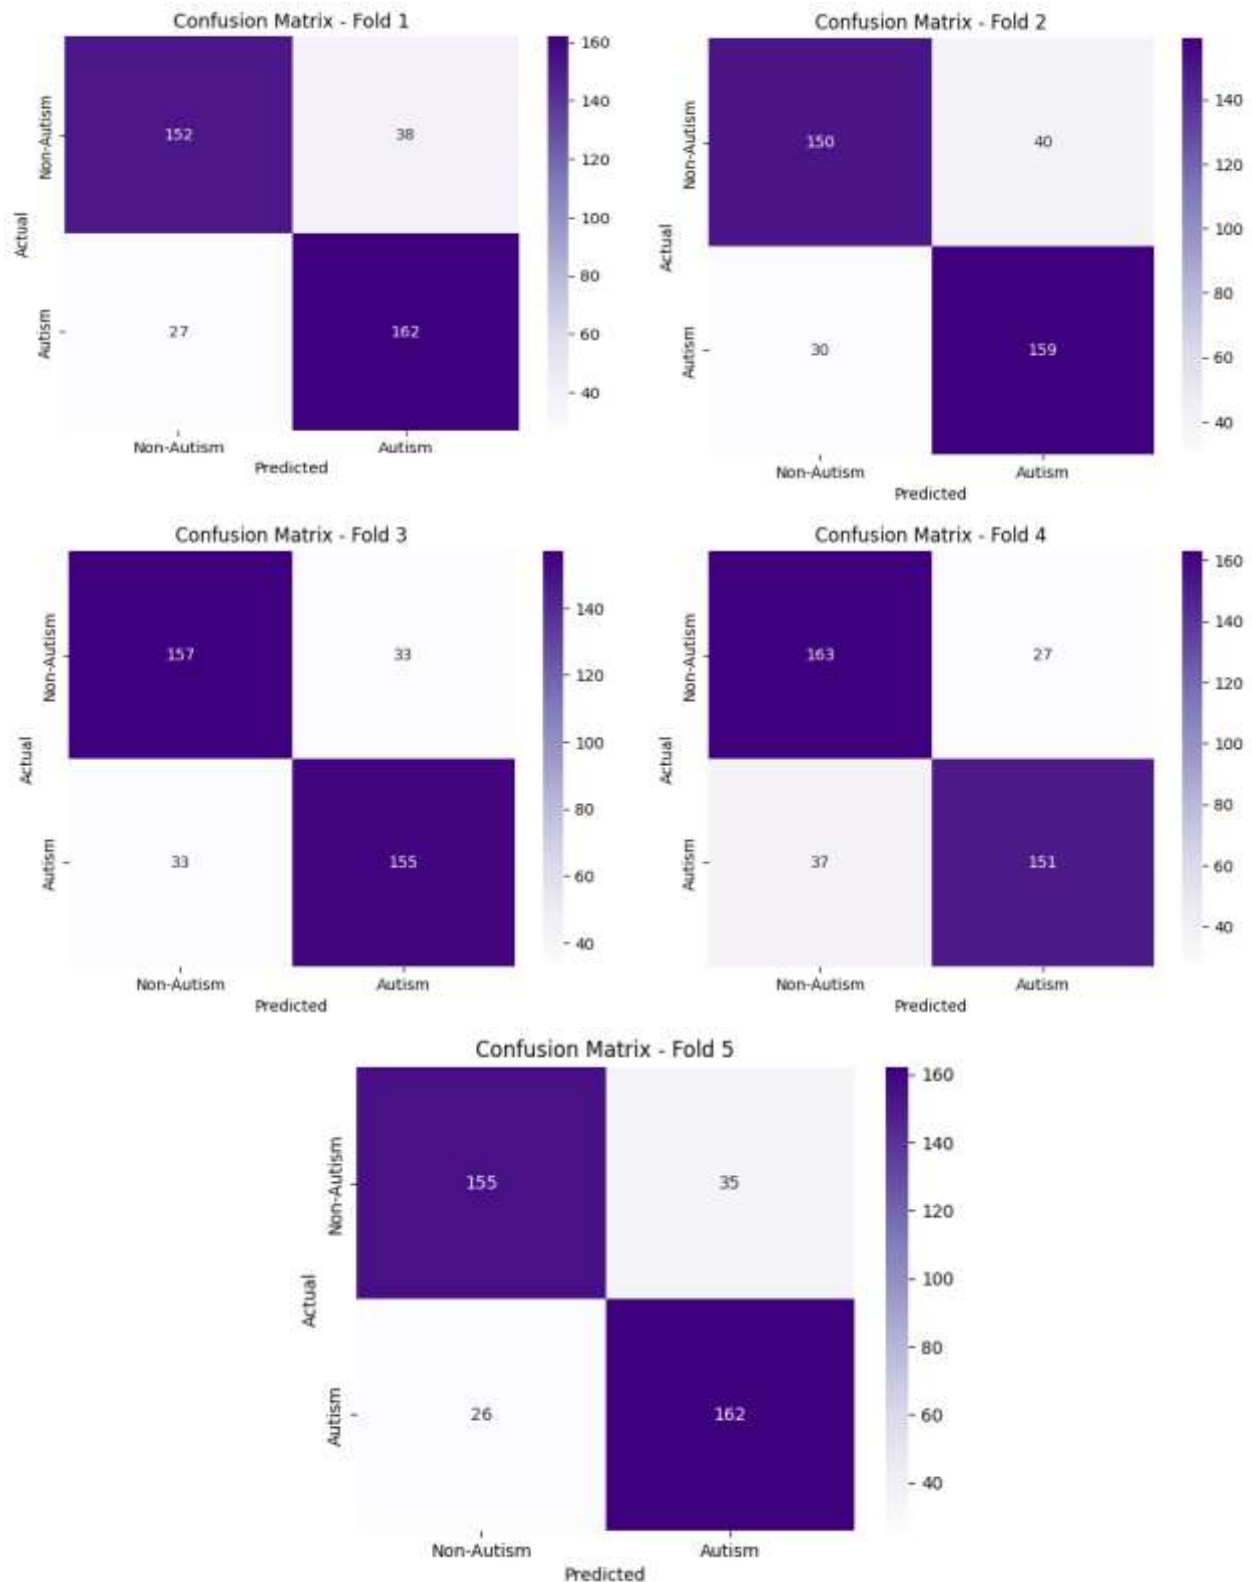 Confusion Matrix - Fold 1
160
140
120
100
80
60
40
Non-Autism
152
38
Actual
Autism
27
162
Non-Autism
Autism
Predicted
Confusion Matrix - Fold 2
140
120
100
80
60
40
Non-Autism
150
40
Actual
Autism
30
159
Non-Autism
Autism
Predicted
Confusion Matrix - Fold 3
140
120
100
80
60
40
Non-Autism
157
33
Actual
Autism
33
155
Non-Autism
Autism
Predicted
Confusion Matrix - Fold 4
160
140
120
100
80
60
40
Non-Autism
163
27
Actual
Autism
37
151
Non-Autism
Autism
Predicted
Confusion Matrix - Fold 5
160
140
120
100
80
60
40
Non-Autism
155
35
Actual
Autism
26
162
Non-Autism
Autism
Predicted